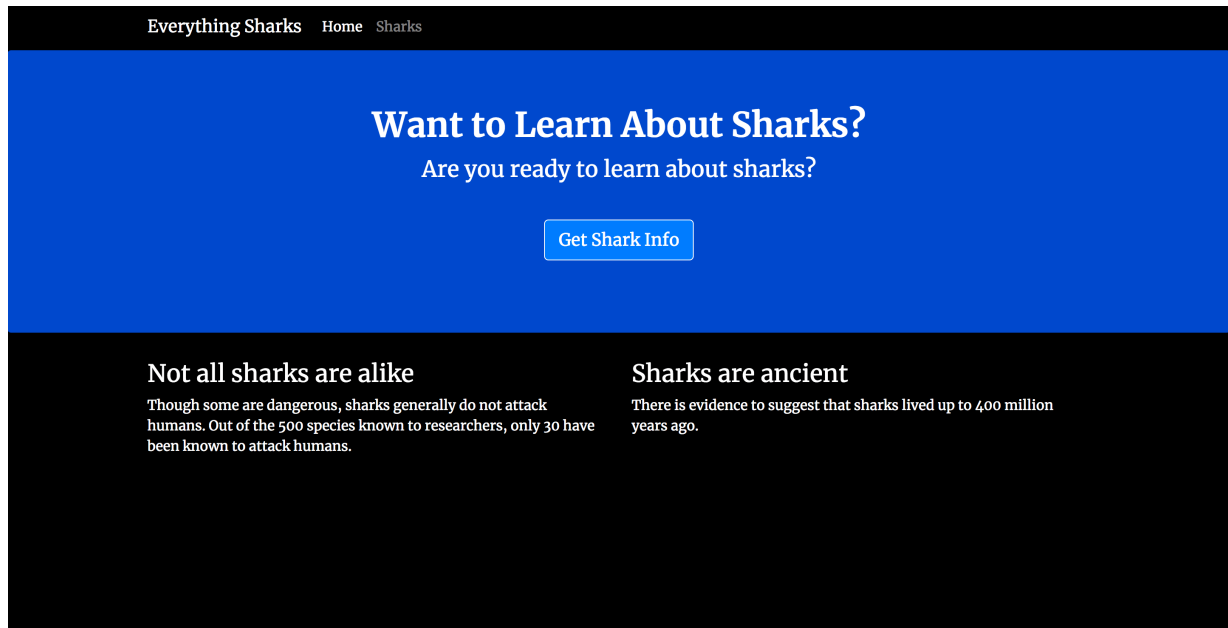 Everything Sharks Home Sharks
Want to Learn About Sharks?
Are you ready to learn about sharks?
Get Shark Info
Not all sharks are alike
Though some are dangerous, sharks generally do not attack
humans. Out of the 500 species known to researchers, only 30 have
been known to attack humans.
Sharks are ancient
There is evidence to suggest that sharks lived up to 400 million
years ago.